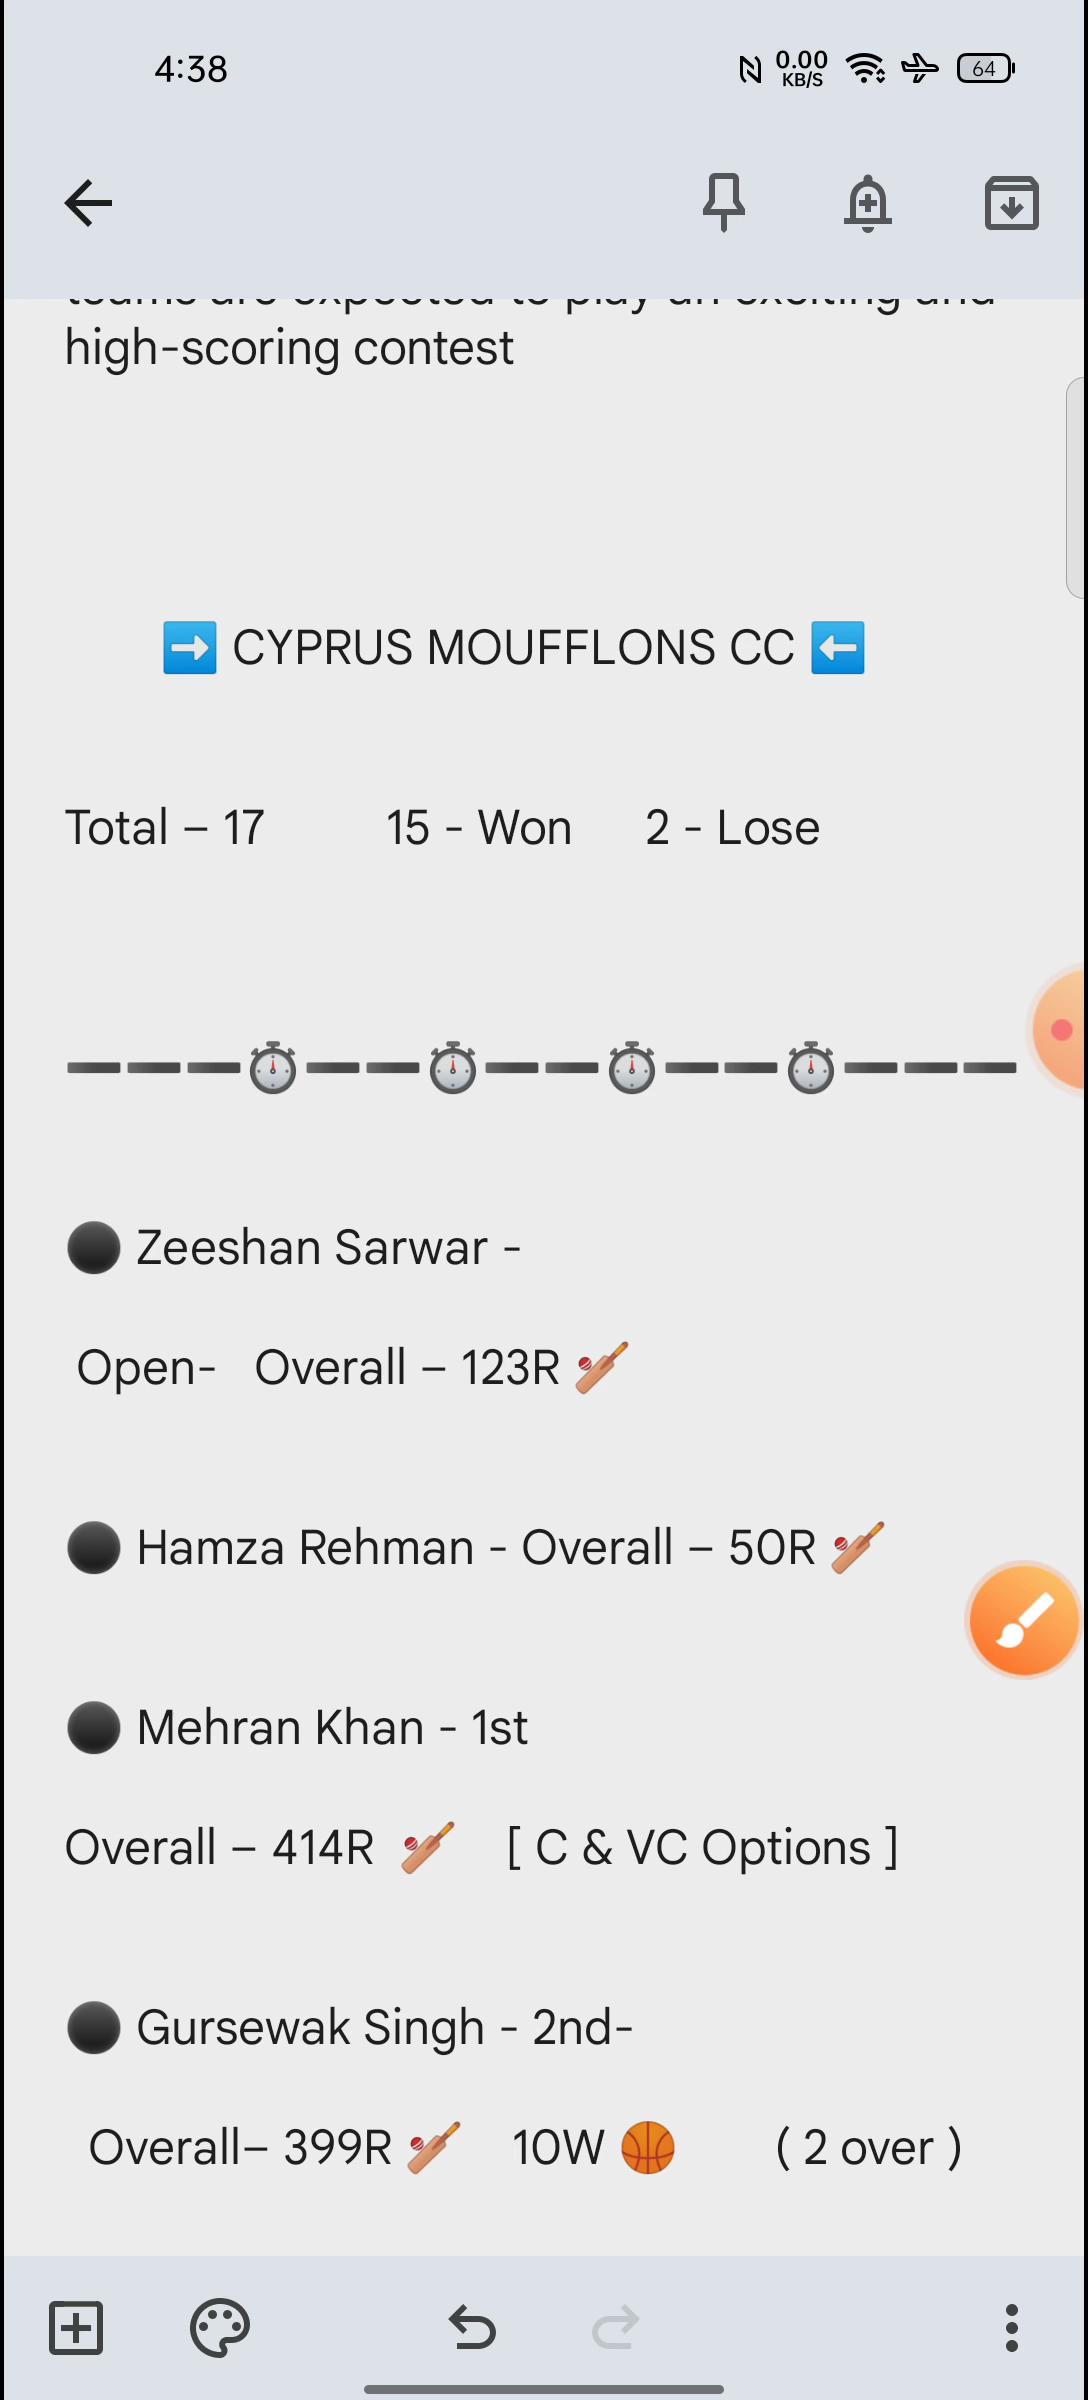 4:38
0.00
KB/S
64
high-scoring contest
➡️ CYPRUS MOUFFLONS CC ⬅️
Total – 17 15 - Won 2 - Lose
Zeeshan Sarwar -
Open- Overall – 123R 🏏
Hamza Rehman - Overall – 50R 🏏
Mehran Khan - 1st
Overall – 414R 🏏 [ C & VC Options ]
Gursewak Singh - 2nd-
Overall– 399R 🏏 10W 🏀 ( 2 over )